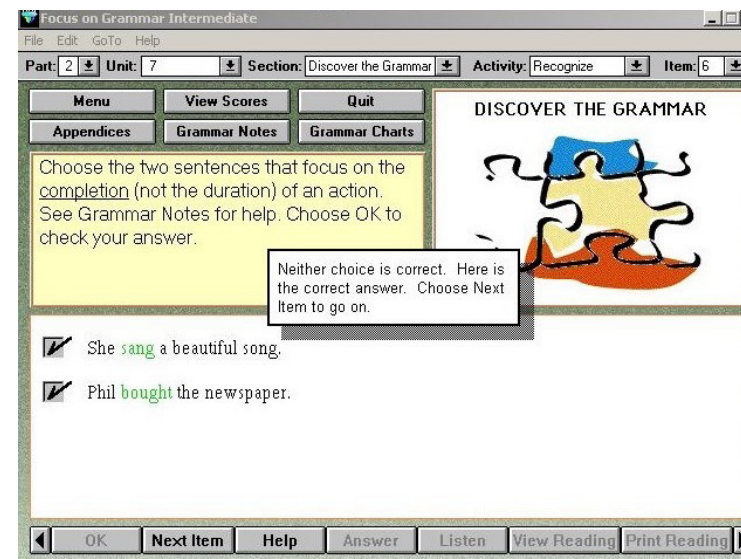 Focus on Grammar Intermediate
File Edit GoTo Help
Part: 2 Unit: 7 Section: Discover the Grammar Activity: Recognize Item: 6
Menu View Scores Quit
Appendices Grammar Notes Grammar Charts
DISCOVER THE GRAMMAR
Choose the two sentences that focus on the
completion (not the duration) of an action.
See Grammar Notes for help. Choose OK to
check your answer.
Neither choice is correct. Here is
the correct answer. Choose Next
Item to go on.
She sang a beautiful song.
Phil bought the newspaper.
OK Next Item Help Answer Listen View Reading Print Reading